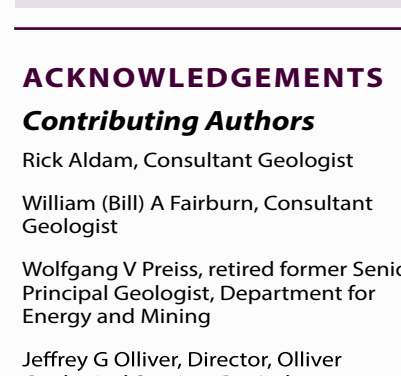 ACKNOWLEDGEMENTS
Contributing Authors
Rick Aldam, Consultant Geologist
William (Bill) A Fairburn, Consultant
Geologist
Wolfgang V Preiss, retired former
Principal Geologist, Department for
Energy and Mining
Jeffrey G Olliver, Director, Olliver